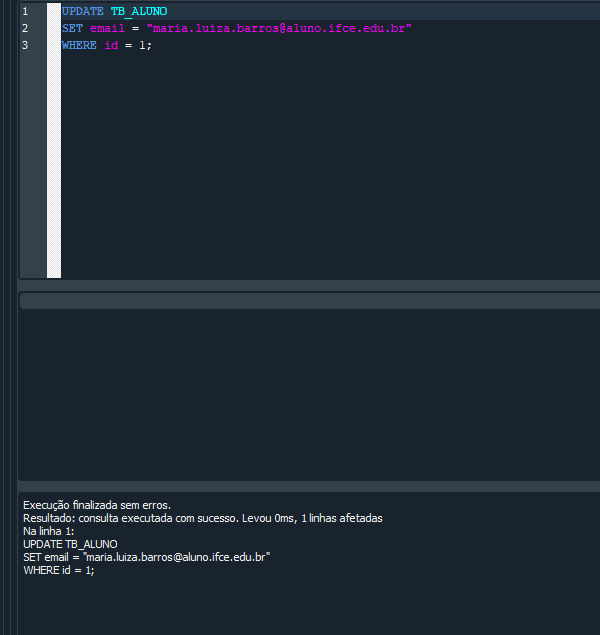 1 UPDATE TB_ALUNO
2 SET email = "maria.luiza.barros@aluno.ifce.edu.br"
3 WHERE id = 1;
Execução finalizada sem erros.
Resultado: consulta executada com sucesso. Levou 0ms, 1 linhas afetadas
Na linha 1:
UPDATE TB_ALUNO
SET email = "maria.luiza.barros@aluno.ifce.edu.br"
WHERE id = 1;